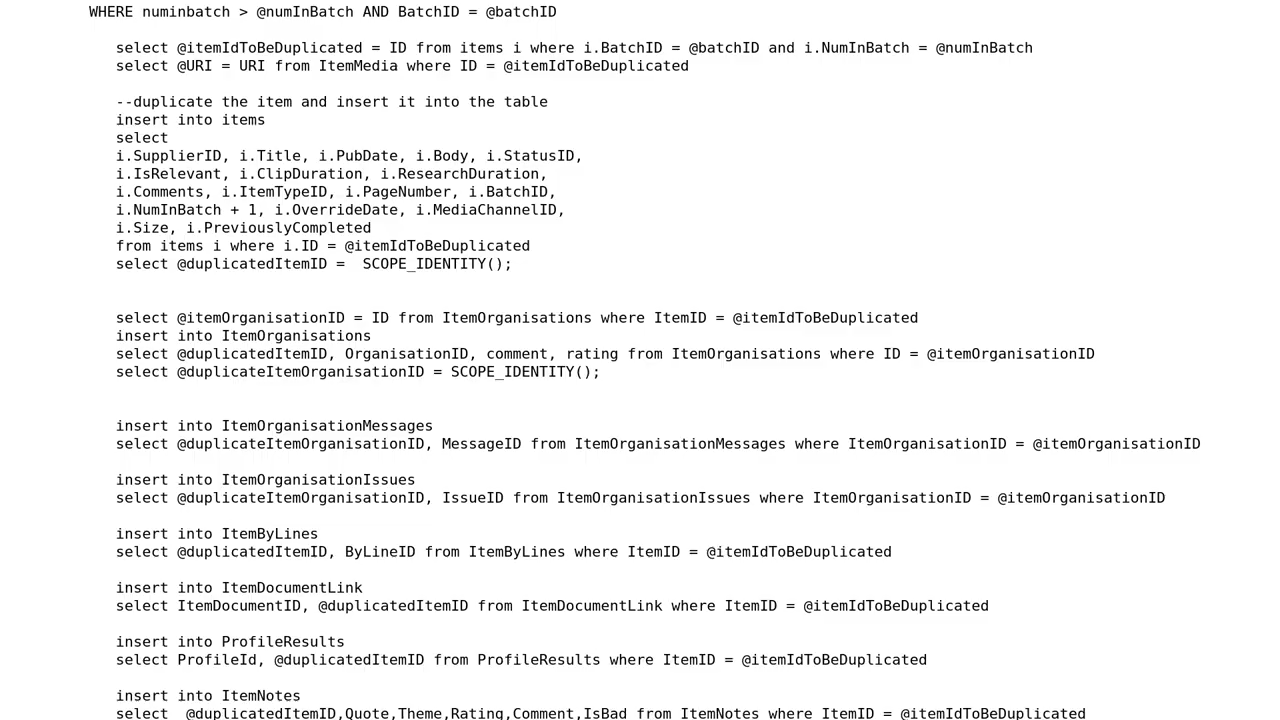 WHERE numinbatch > @numInBatch AND BatchID = @batchID
select @itemIdToBeDuplicated = ID from items i where i.BatchID = @batchID and i.NumInBatch = @numInBatch
select @URI = URI from ItemMedia where ID = @itemIdToBeDuplicated
--duplicate the item and insert it into the table
insert into items
select
i.SupplierID, i.Title, i.PubDate, i.Body, i.StatusID,
i.IsRelevant, i.ClipDuration, i.ResearchDuration,
i.Comments, i.ItemTypeID, i.PageNumber, i.BatchID,
i.NumInBatch + 1, i.OverrideDate, i.MediaChannelID,
i.Size, i.PreviouslyCompleted
from items i where i.ID = @itemIdToBeDuplicated
select @duplicatedItemID =  SCOPE_IDENTITY();
select @itemOrganisationID = ID from ItemOrganisations where ItemID = @itemIdToBeDuplicated
insert into ItemOrganisations
select @duplicatedItemID, OrganisationID, comment, rating from ItemOrganisations where ID = @itemOrganisationID
select @duplicateItemOrganisationID = SCOPE_IDENTITY();
insert into ItemOrganisationMessages
select @duplicateItemOrganisationID, MessageID from ItemOrganisationMessages where ItemOrganisationID = @itemOrganisationID
insert into ItemOrganisationIssues
select @duplicateItemOrganisationID, IssueID from ItemOrganisationIssues where ItemOrganisationID = @itemOrganisationID
insert into ItemByLines
select @duplicatedItemID, ByLineID from ItemByLines where ItemID = @itemIdToBeDuplicated
insert into ItemDocumentLink
select ItemDocumentID, @duplicatedItemID from ItemDocumentLink where ItemID = @itemIdToBeDuplicated
insert into ProfileResults
select ProfileId, @duplicatedItemID from ProfileResults where ItemID = @itemIdToBeDuplicated
insert into ItemNotes
select  @duplicatedItemID,Quote,Theme,Rating,Comment,IsBad from ItemNotes where ItemID = @itemIdToBeDuplicated